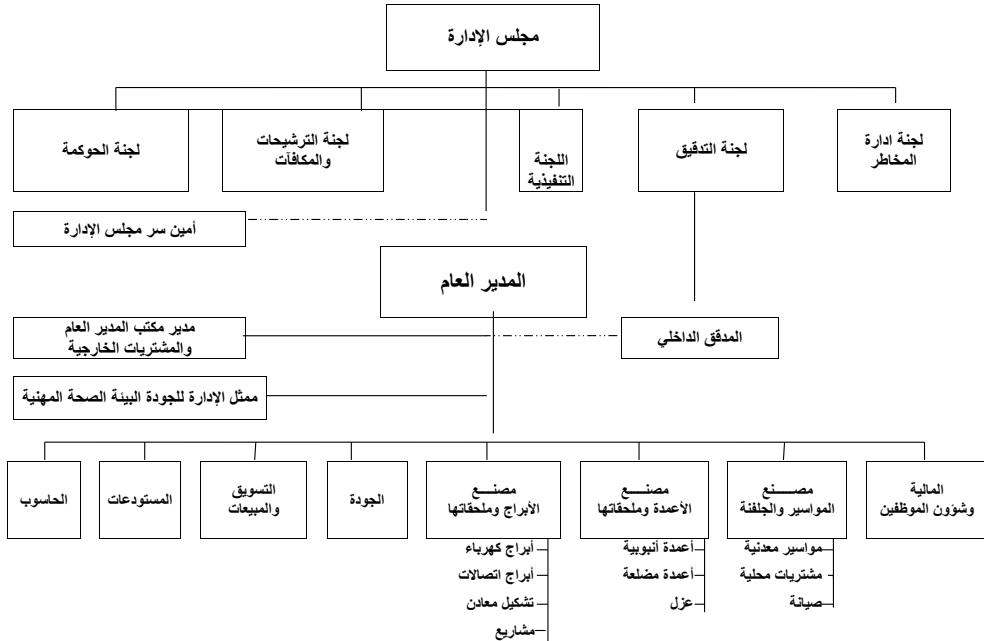 مجلس الإدارة
لجنة ادارة
المخاطر
لجنة التدقيق
اللجنة
التنفيذية
لجنة الترشيحات
والمكافآت
لجنة الحوكمة
أمين سر مجلس الإدارة
المدير العام
المدقق الداخلي
مدير مكتب المدير العام
والمشتريات الخارجية
ممثل الإدارة للجودة البيئة الصحة المهنية
المالية
وشؤون الموظفين
مصـــنع
المواسير والجلفنة
مواسير معدنية
مشتريات محلية
صيانة
مصنـــع
الأعمدة وملحقاتها
أعمدة أنبوبية
أعمدة مضلعة
عزل
مصنـــع
الأبراج وملحقاتها
أبراج كهرباء
أبراج اتصالات
تشكيل معادن
مشاريع
الجودة
التسويق
والمبيعات
المستودعات
الحاسوب